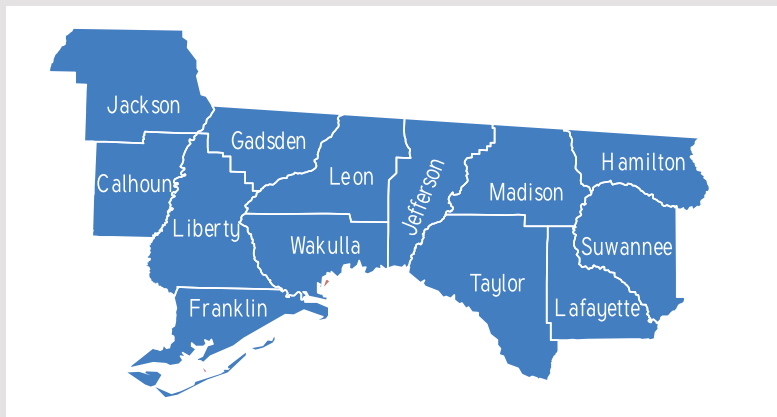 Jackson
Gadsden
Hamilton
Calhoun
Leon
Madison
Jefferson
Liberty
Wakulla
Suwannee
Taylor
Franklin
Lafayette